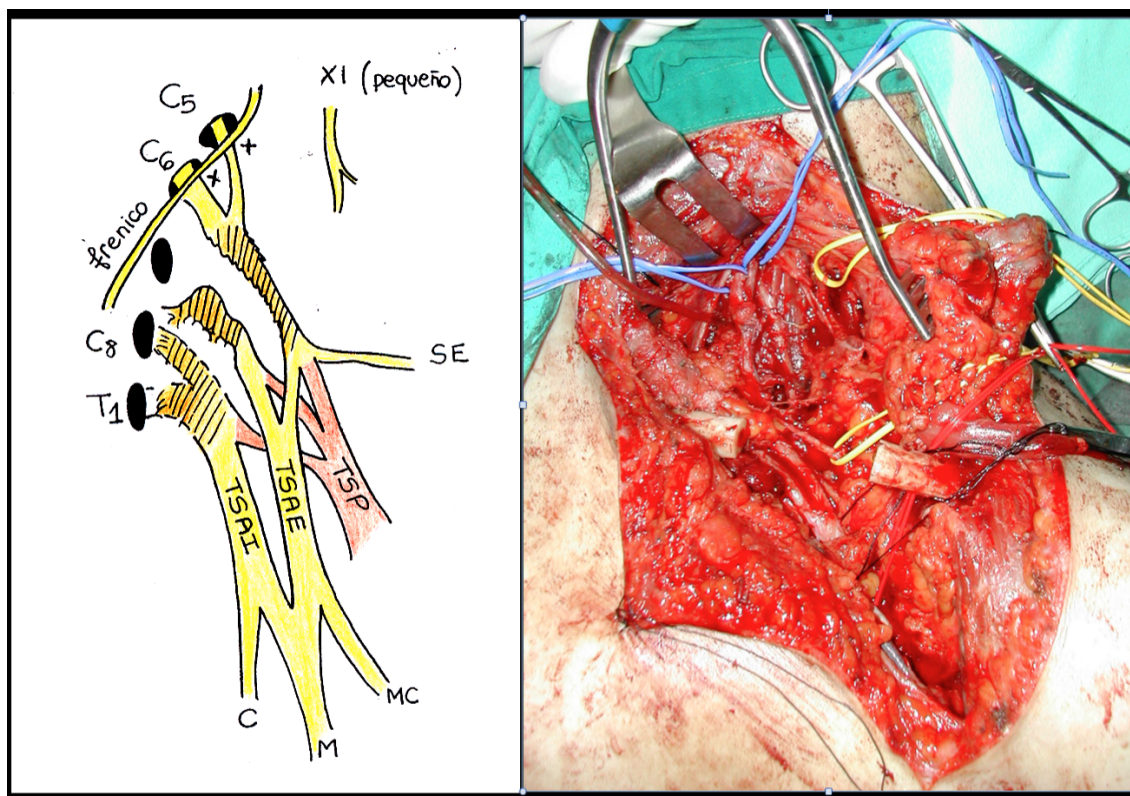 XI (pequeño)
C5
C6
frenico
C8
T1
SE
TSAI
TSAE
TSP
C
M
MC